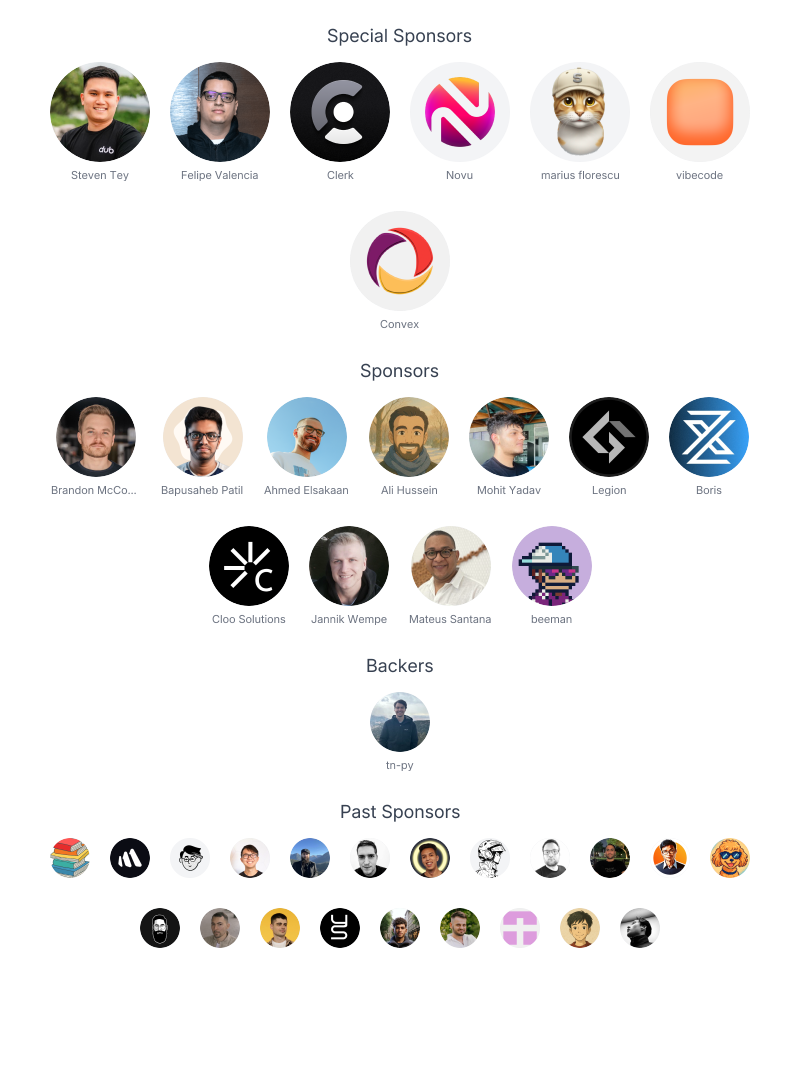 Special Sponsors
dub
S
Steven Tey
Felipe Valencia
Clerk
Novu
marius florescu
vibecode
Convex
Sponsors
Brandon McCo...
Bapusaheb Patil
Ahmed Elsakaan
Ali Hussein
Mohit Yadav
Legion
Boris
C
Cloo Solutions
Jannik Wempe
Mateus Santana
beeman
Backers
tn-py
Past Sponsors